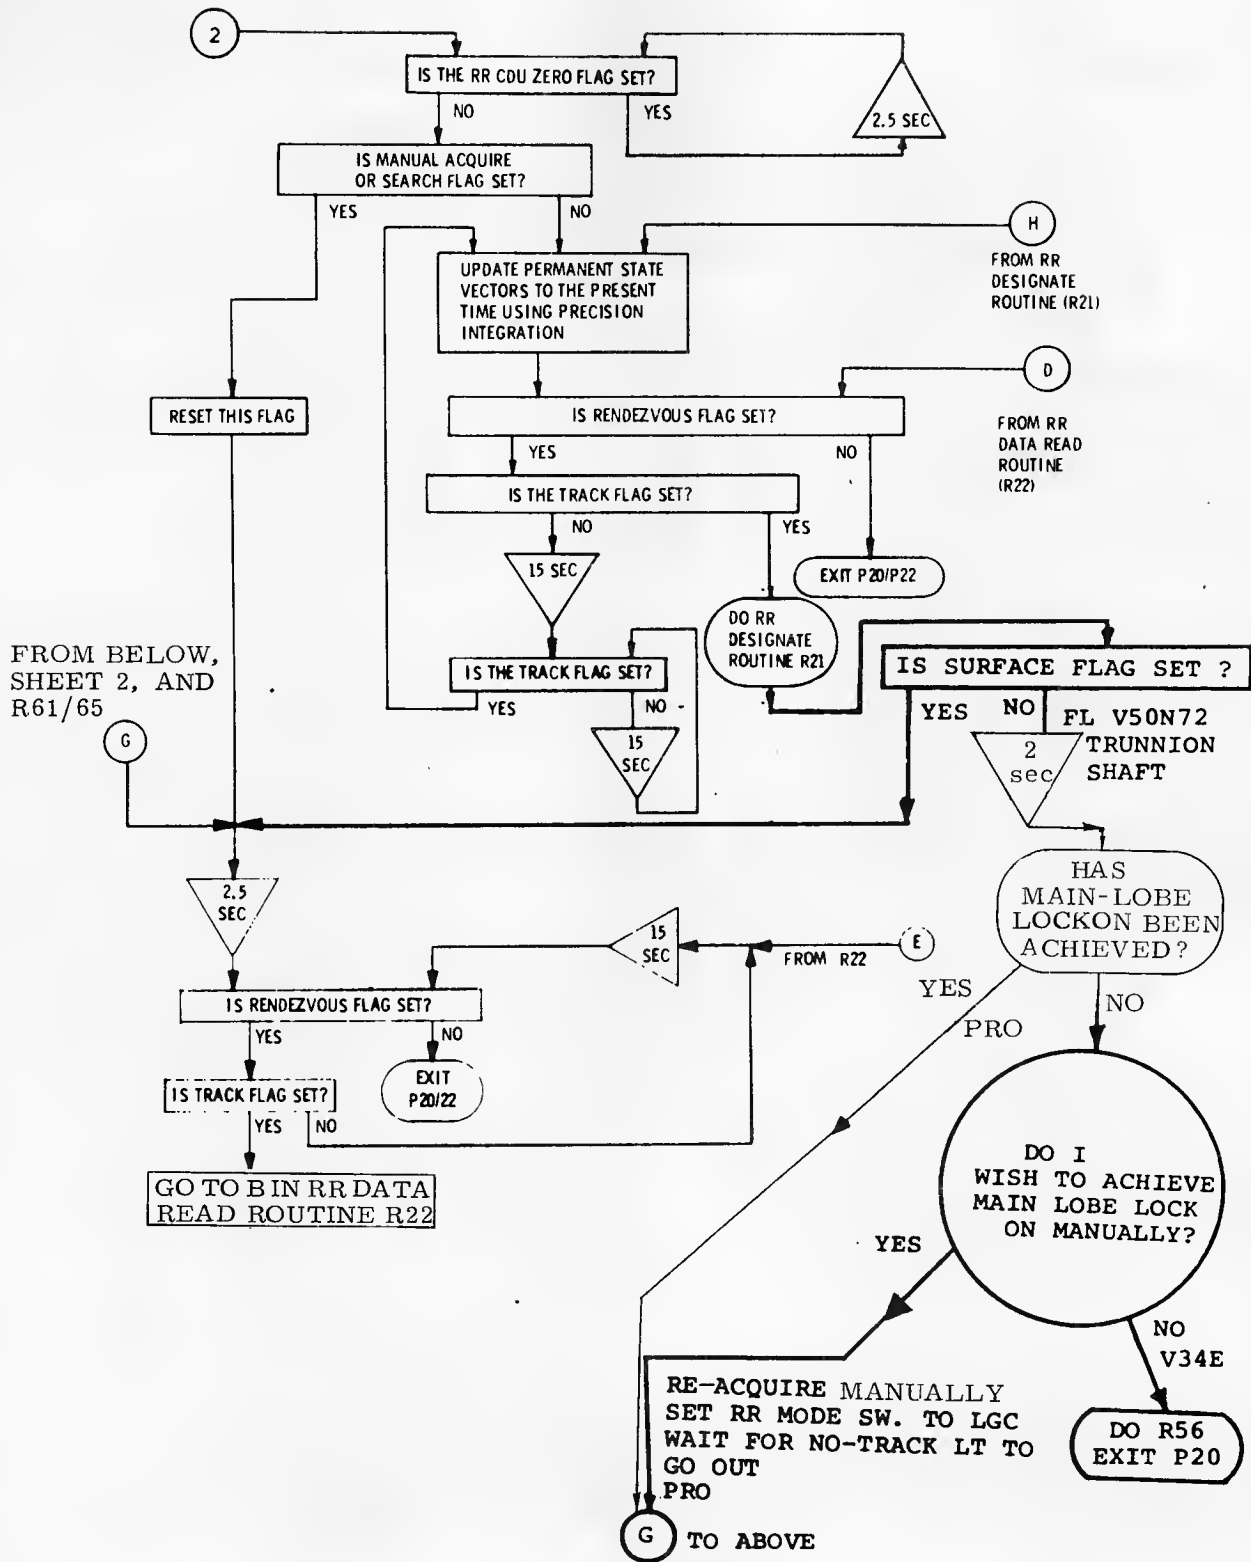 2
IS THE RR CDU ZERO FLAG SET?
NO
YES
2.5 SEC
IS MANUAL ACQUIRE
OR SEARCH FLAG SET?
YES
NO
H
FROM RR
DESIGNATE
ROUTINE (R21)
UPDATE PERMANENT STATE
VECTORS TO THE PRESENT
TIME USING PRECISION
INTEGRATION
D
FROM RR
DATA READ
ROUTINE
(R22)
RESET THIS FLAG
IS RENDEZVOUS FLAG SET?
YES
NO
IS THE TRACK FLAG SET?
NO
YES
15 SEC
EXIT P20/P22
DO RR
DESIGNATE
ROUTINE R21
FROM BELOW,
SHEET 2, AND
R61/65
G
IS THE TRACK FLAG SET?
YES
NO
15
SEC
IS SURFACE FLAG SET ?
YES
NO
FL V50N72
TRUNNION
SHAFT
2
sec
HAS
MAIN-LOBE
LOCKON BEEN
ACHIEVED?
YES
PRO
NO
2.5
SEC
15
SEC
FROM R22
E
IS RENDEZVOUS FLAG SET?
YES
NO
EXIT
P20/22
IS TRACK FLAG SET?
YES
NO
GO TO B IN RR DATA
READ ROUTINE R22
DO I
WISH TO ACHIEVE
MAIN LOBE LOCK
ON MANUALLY?
YES
NO
V34E
RE-ACQUIRE MANUALLY
SET RR MODE SW. TO LGC
WAIT FOR NO-TRACK LT TO
GO OUT
PRO
DO R56
EXIT P20
G
TO ABOVE